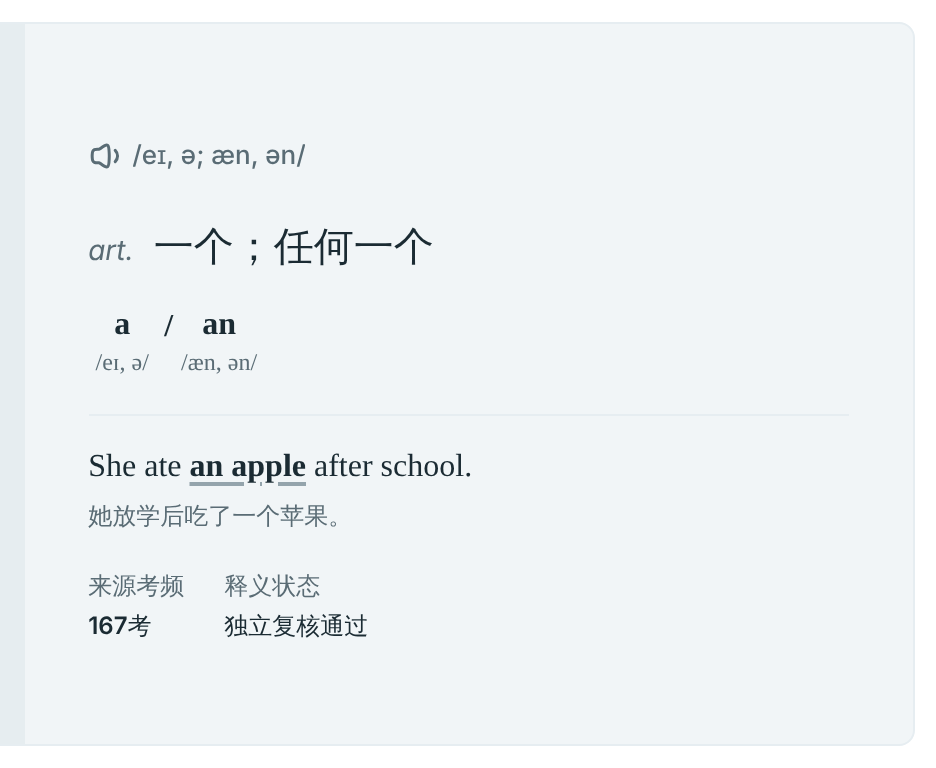 /eɪ, ə; æn, ən/
art. 一个；任何一个
a / an
/eɪ, ə/ /æn, ən/
She ate an apple after school.
她放学后吃了一个苹果。
来源考频 释义状态
167考 独立复核通过